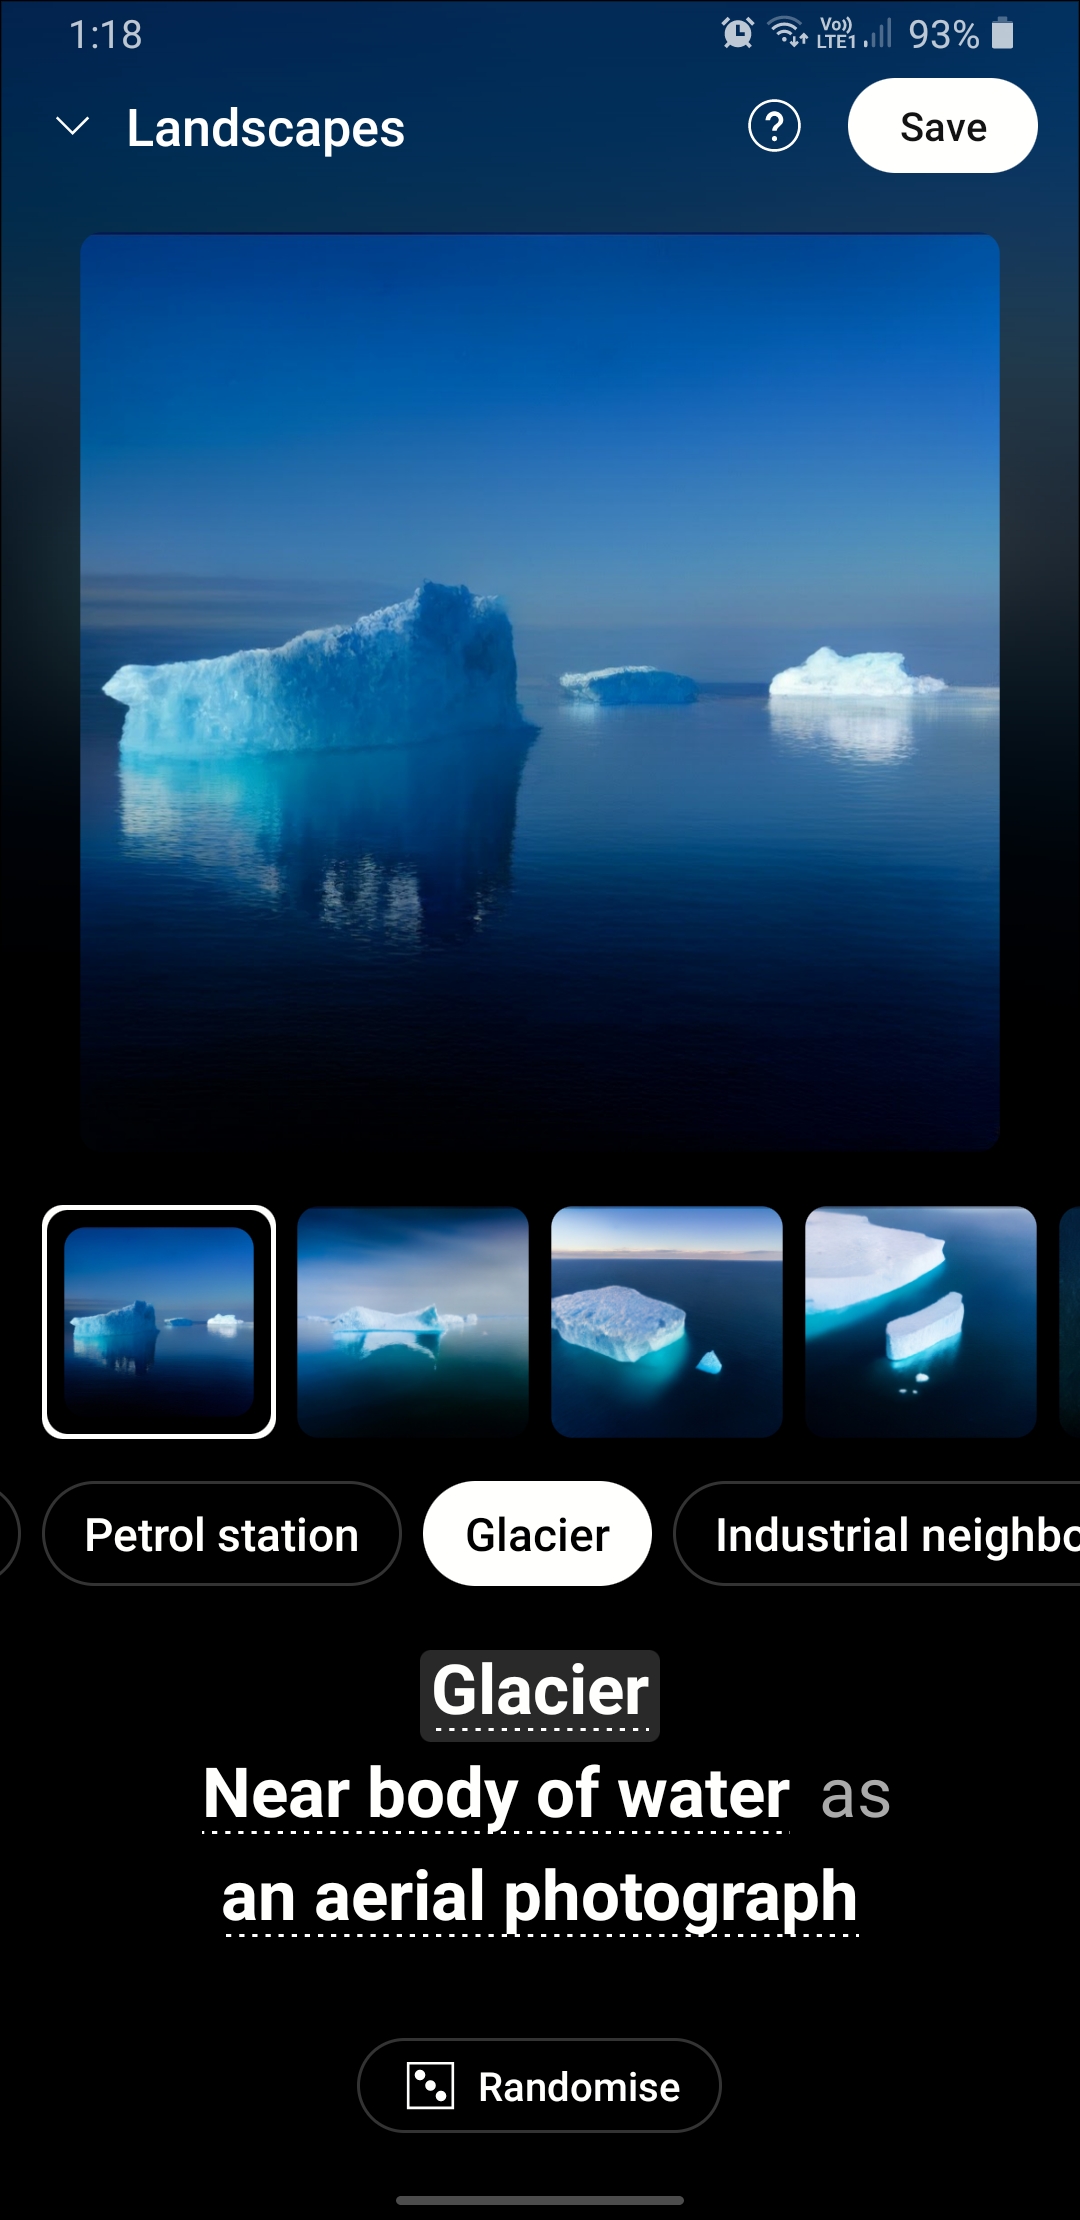 1:18 Vo)) LTE1 93%
Landscapes ? Save
Petrol station Glacier Industrial neighbo
Glacier
Near body of water as
an aerial photograph
Randomise